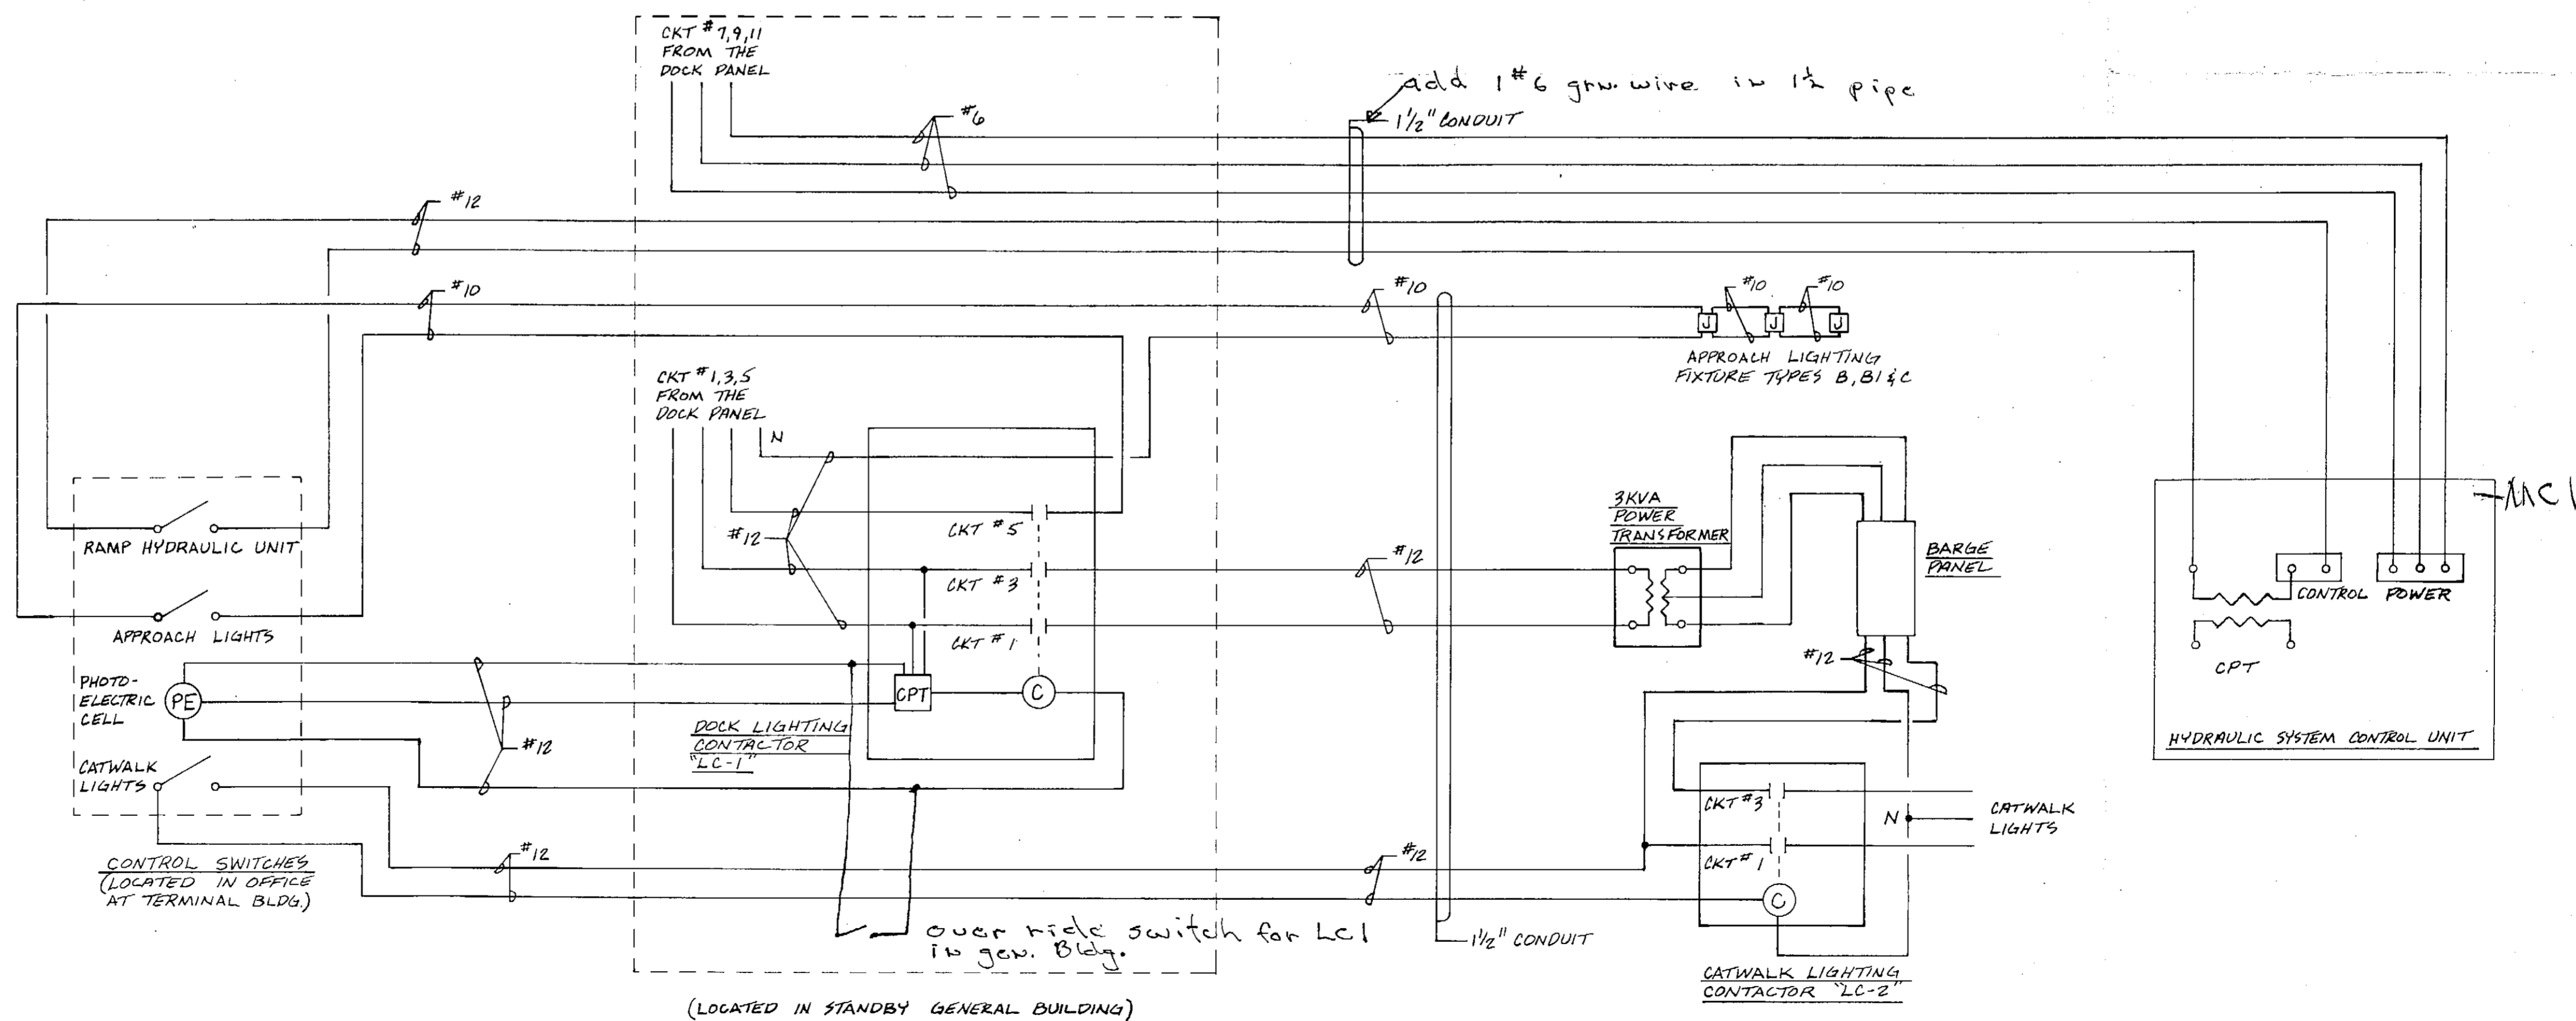 CKT #7,9,11
FROM THE
DOCK PANEL
add 1 #6 grn. wire in 1½ pipe
1½" CONDUIT
#6
#12
#10
#10
#10
#10
APPROACH LIGHTING
FIXTURE TYPES B, B1 & C
CKT #1,3,5
FROM THE
DOCK PANEL
N
CKT #5
#12
CKT #3
CKT #1
#12
3KVA
POWER
TRANSFORMER
BARGE
PANEL
#12
MC1
CONTROL POWER
CPT
HYDRAULIC SYSTEM CONTROL UNIT
RAMP HYDRAULIC UNIT
APPROACH LIGHTS
PHOTO-
ELECTRIC
CELL
PE
CATWALK
LIGHTS
#12
CPT
C
DOCK LIGHTING
CONTACTOR
"LC-1"
CONTROL SWITCHES
(LOCATED IN OFFICE
AT TERMINAL BLDG.)
#12
#12
over ride switch for LC1
in gen. Bldg.
1½" CONDUIT
CKT #3
CKT #1
N
CATWALK
LIGHTS
C
CATWALK LIGHTING
CONTACTOR "LC-2"
(LOCATED IN STANDBY GENERAL BUILDING)
J
J
J